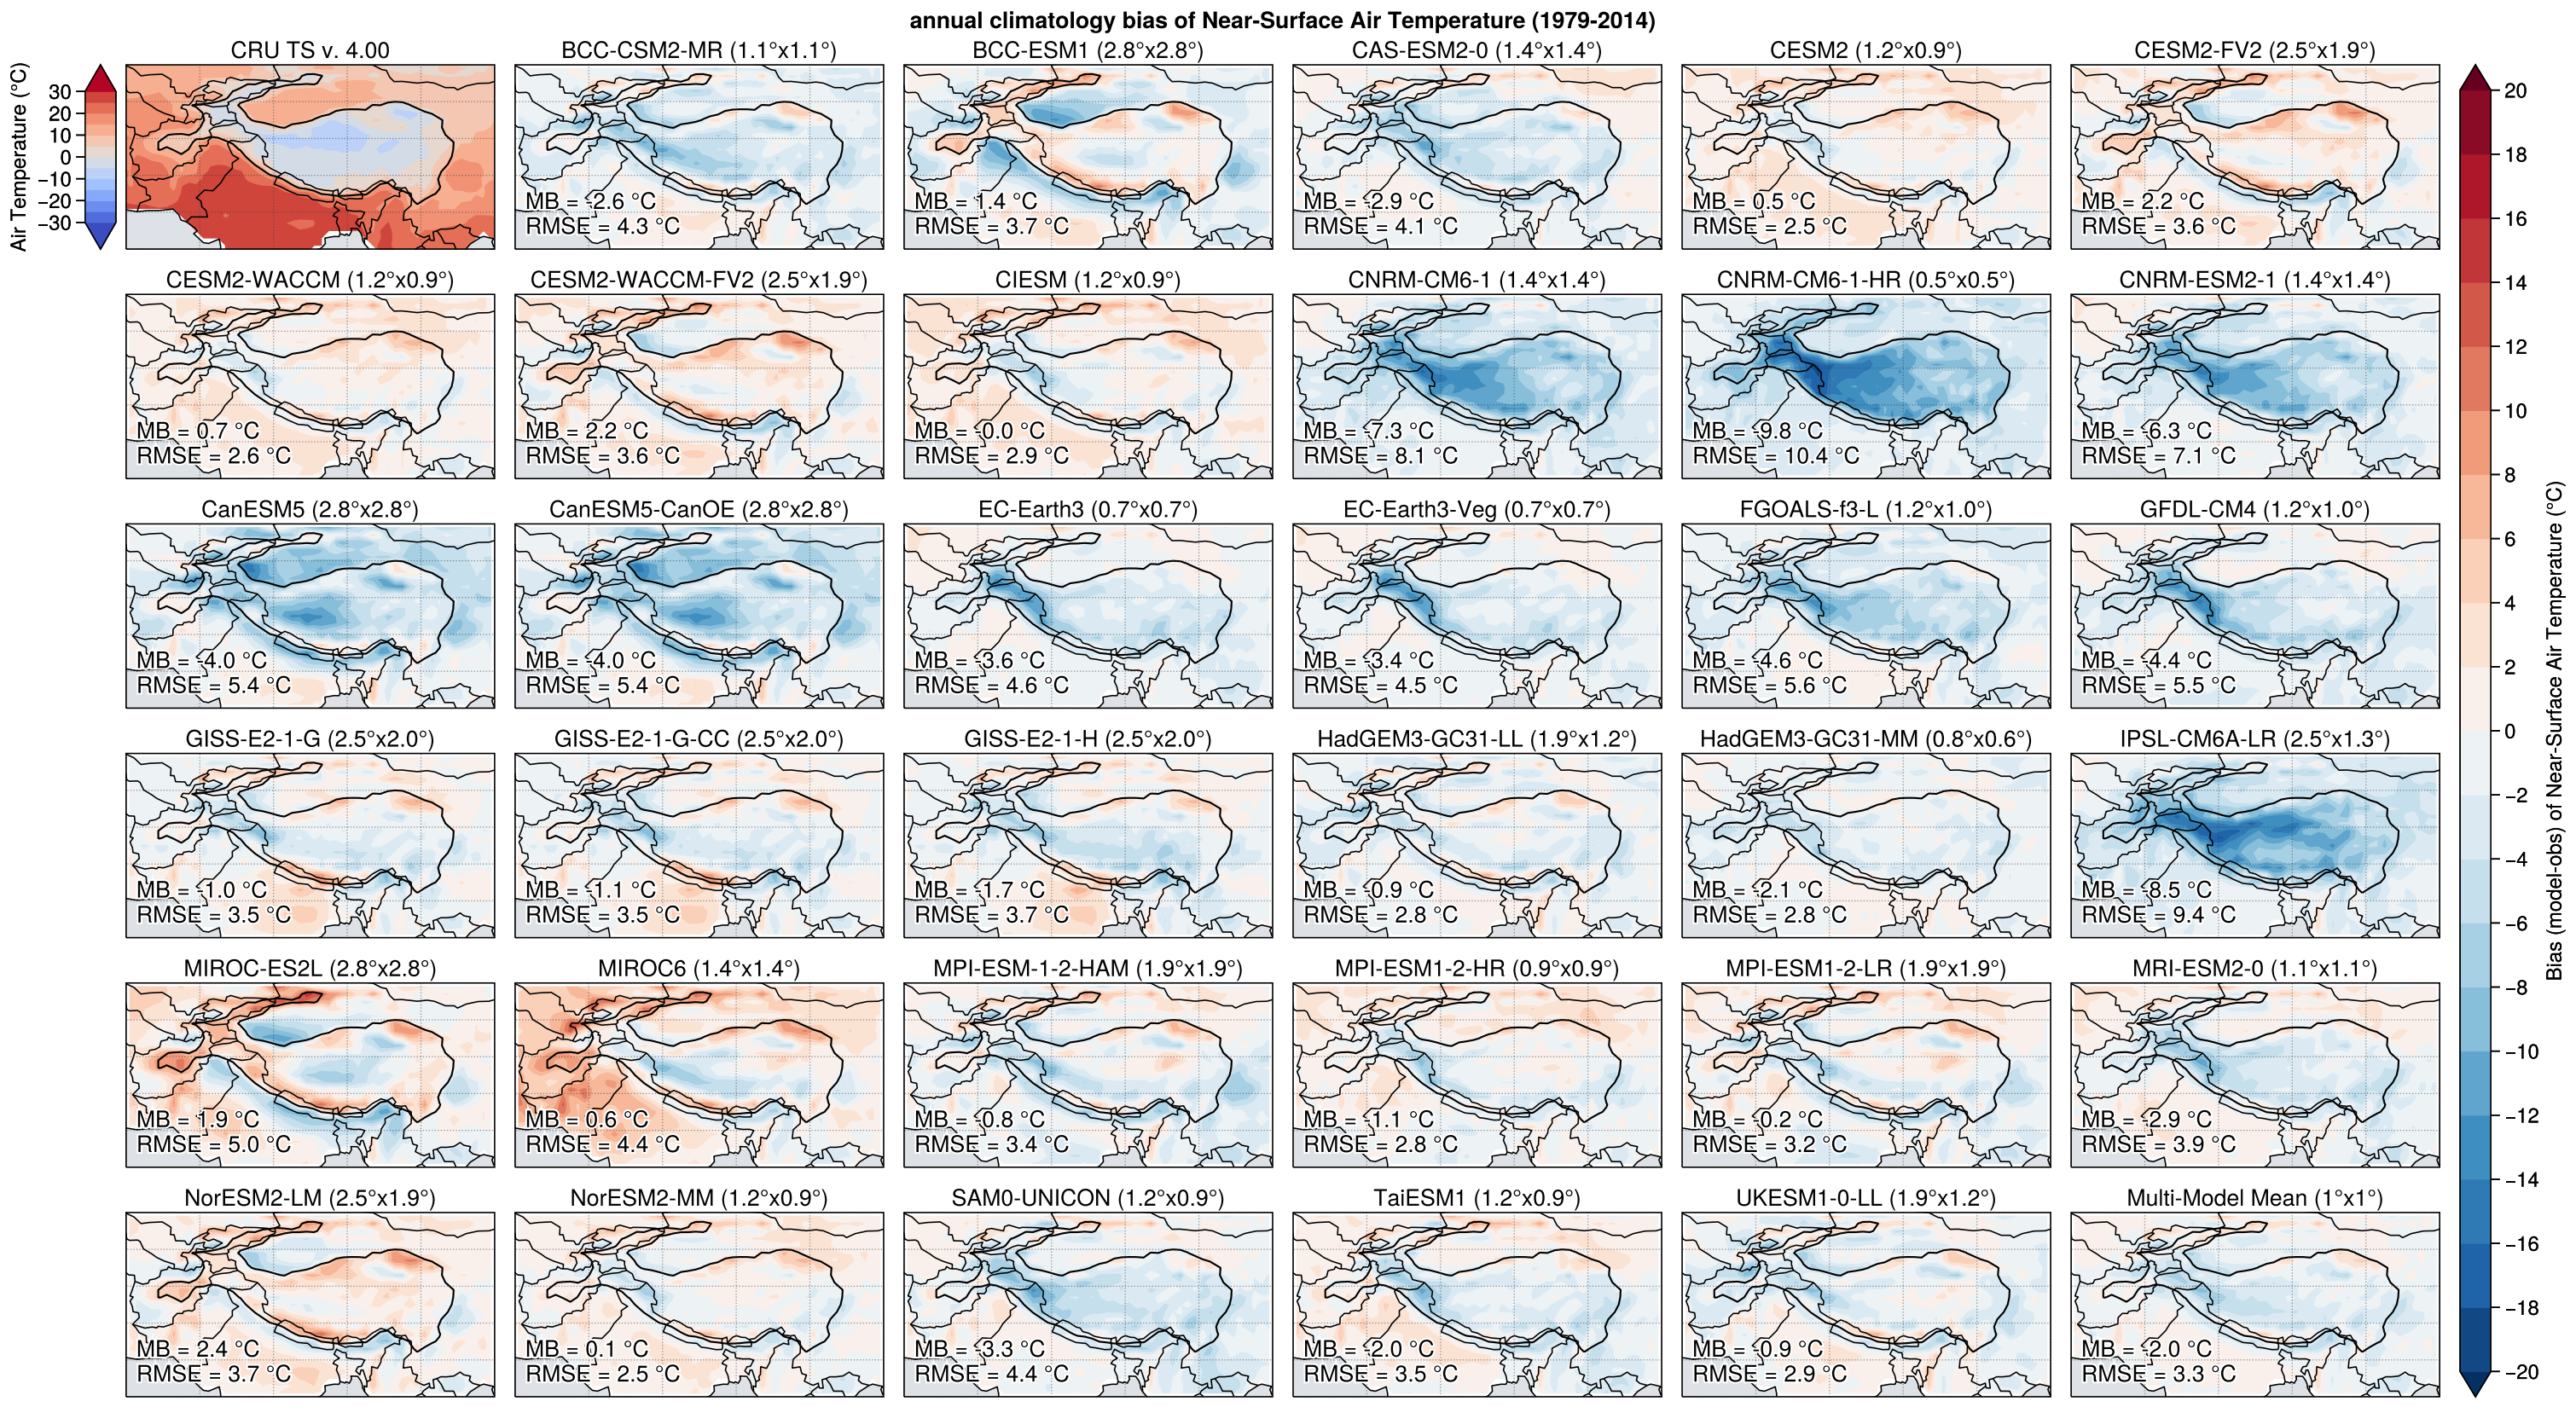 annual climatology bias of Near-Surface Air Temperature (1979-2014)
CRU TS v. 4.00
Air Temperature (°C)
30
20
10
0
−10
−20
−30
BCC-CSM2-MR (1.1°x1.1°)
MB = -2.6 °C
RMSE = 4.3 °C
BCC-ESM1 (2.8°x2.8°)
MB = -1.4 °C
RMSE = 3.7 °C
CAS-ESM2-0 (1.4°x1.4°)
MB = -2.9 °C
RMSE = 4.1 °C
CESM2 (1.2°x0.9°)
MB = 0.5 °C
RMSE = 2.5 °C
CESM2-FV2 (2.5°x1.9°)
MB = 2.2 °C
RMSE = 3.6 °C
CESM2-WACCM (1.2°x0.9°)
MB = 0.7 °C
RMSE = 2.6 °C
CESM2-WACCM-FV2 (2.5°x1.9°)
MB = 2.2 °C
RMSE = 3.6 °C
CIESM (1.2°x0.9°)
MB = -0.0 °C
RMSE = 2.9 °C
CNRM-CM6-1 (1.4°x1.4°)
MB = -7.3 °C
RMSE = 8.1 °C
CNRM-CM6-1-HR (0.5°x0.5°)
MB = -9.8 °C
RMSE = 10.4 °C
CNRM-ESM2-1 (1.4°x1.4°)
MB = -6.3 °C
RMSE = 7.1 °C
CanESM5 (2.8°x2.8°)
MB = -4.0 °C
RMSE = 5.4 °C
CanESM5-CanOE (2.8°x2.8°)
MB = -4.0 °C
RMSE = 5.4 °C
EC-Earth3 (0.7°x0.7°)
MB = -3.6 °C
RMSE = 4.6 °C
EC-Earth3-Veg (0.7°x0.7°)
MB = -3.4 °C
RMSE = 4.5 °C
FGOALS-f3-L (1.2°x1.0°)
MB = -4.6 °C
RMSE = 5.6 °C
GFDL-CM4 (1.2°x1.0°)
MB = -4.4 °C
RMSE = 5.5 °C
GISS-E2-1-G (2.5°x2.0°)
MB = -1.0 °C
RMSE = 3.5 °C
GISS-E2-1-G-CC (2.5°x2.0°)
MB = -1.1 °C
RMSE = 3.5 °C
GISS-E2-1-H (2.5°x2.0°)
MB = -1.7 °C
RMSE = 3.7 °C
HadGEM3-GC31-LL (1.9°x1.2°)
MB = -0.9 °C
RMSE = 2.8 °C
HadGEM3-GC31-MM (0.8°x0.6°)
MB = -2.1 °C
RMSE = 2.8 °C
IPSL-CM6A-LR (2.5°x1.3°)
MB = -8.5 °C
RMSE = 9.4 °C
MIROC-ES2L (2.8°x2.8°)
MB = 1.9 °C
RMSE = 5.0 °C
MIROC6 (1.4°x1.4°)
MB = 0.6 °C
RMSE = 4.4 °C
MPI-ESM-1-2-HAM (1.9°x1.9°)
MB = -0.8 °C
RMSE = 3.4 °C
MPI-ESM1-2-HR (0.9°x0.9°)
MB = -1.1 °C
RMSE = 2.8 °C
MPI-ESM1-2-LR (1.9°x1.9°)
MB = -0.2 °C
RMSE = 3.2 °C
MRI-ESM2-0 (1.1°x1.1°)
MB = -2.9 °C
RMSE = 3.9 °C
NorESM2-LM (2.5°x1.9°)
MB = 2.4 °C
RMSE = 3.7 °C
NorESM2-MM (1.2°x0.9°)
MB = 0.1 °C
RMSE = 2.5 °C
SAM0-UNICON (1.2°x0.9°)
MB = -3.3 °C
RMSE = 4.4 °C
TaiESM1 (1.2°x0.9°)
MB = -2.0 °C
RMSE = 3.5 °C
UKESM1-0-LL (1.9°x1.2°)
MB = -0.9 °C
RMSE = 2.9 °C
Multi-Model Mean (1°x1°)
MB = -2.0 °C
RMSE = 3.3 °C
20
18
16
14
12
10
8
6
4
2
0
−2
−4
−6
−8
−10
−12
−14
−16
−18
−20
Bias (model-obs) of Near-Surface Air Temperature (°C)